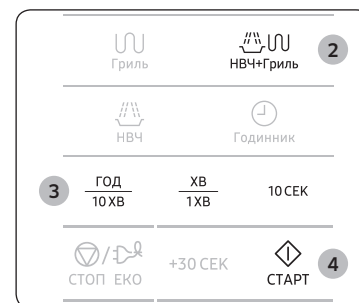 2
Гриль НВЧ+Гриль
НВЧ Годинник
3 ГОД ХВ 10 СЕК
10 ХВ 1 ХВ
СТОП ЕКО +30 СЕК СТАРТ 4